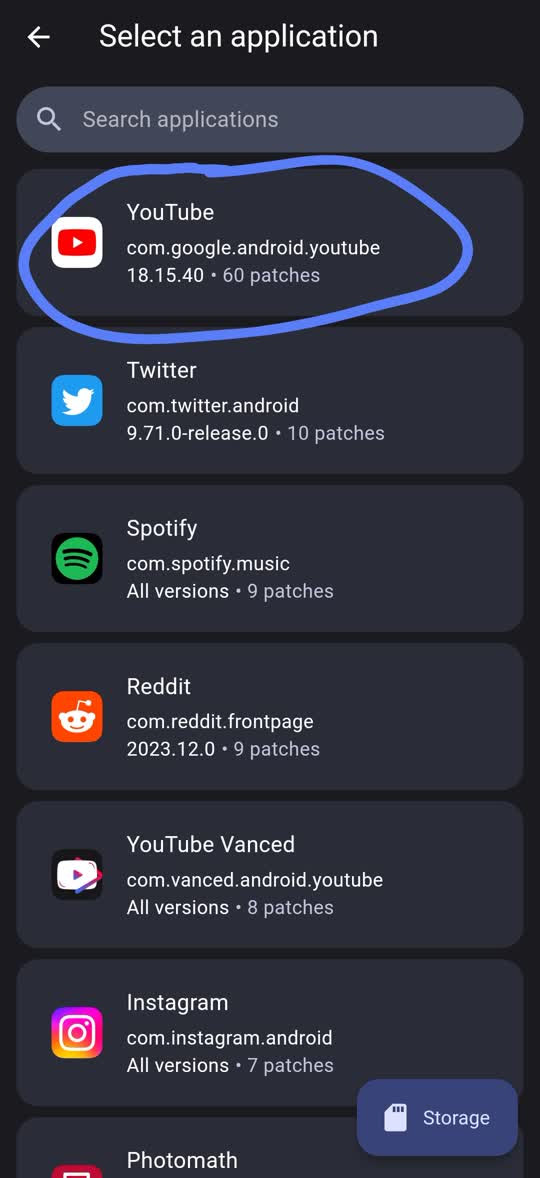 Select an application
Search applications
YouTube
com.google.android.youtube
18.15.40 • 60 patches
Twitter
com.twitter.android
9.71.0-release.0 • 10 patches
Spotify
com.spotify.music
All versions • 9 patches
Reddit
com.reddit.frontpage
2023.12.0 • 9 patches
YouTube Vanced
com.vanced.android.youtube
All versions • 8 patches
Instagram
com.instagram.android
All versions • 7 patches
Storage
Photomath